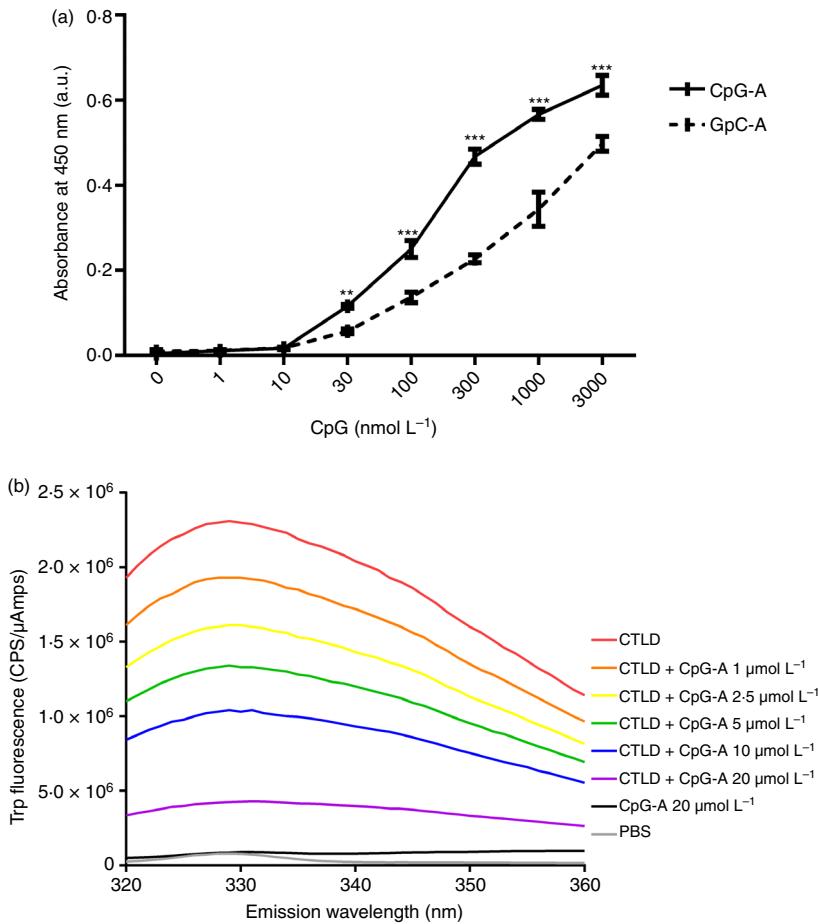 (a)
0·8
0·6
0·4
0·2
0·0
Absorbance at 450 nm (a.u.)
**
***
***
***
***
0
1
10
30
100
300
1000
3000
CpG (nmol L⁻¹)
CpG-A
GpC-A
(b)
2·5 × 10⁶
2·0 × 10⁶
1·5 × 10⁶
1·0 × 10⁶
5·0 × 10⁶
0
Trp fluorescence (CPS/μAmps)
320
330
340
350
360
Emission wavelength (nm)
CTLD
CTLD + CpG-A 1 μmol L⁻¹
CTLD + CpG-A 2·5 μmol L⁻¹
CTLD + CpG-A 5 μmol L⁻¹
CTLD + CpG-A 10 μmol L⁻¹
CTLD + CpG-A 20 μmol L⁻¹
CpG-A 20 μmol L⁻¹
PBS